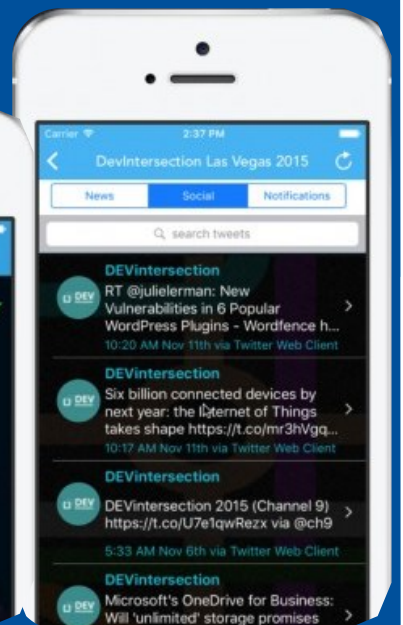 Carrier 2:37 PM
DevIntersection Las Vegas 2015
News Social Notifications
search tweets
DEVintersection
DEV
RT @julielerman: New
Vulnerabilities in 6 Popular
WordPress Plugins - Wordfence h...
10:20 AM Nov 11th via Twitter Web Client
DEVintersection
DEV
Six billion connected devices by
next year: the Internet of Things
takes shape https://t.co/mr3hVgq...
10:17 AM Nov 11th via Twitter Web Client
DEVintersection
DEV
DEVintersection 2015 (Channel 9)
https://t.co/U7e1qwRezx via @ch9
5:33 AM Nov 6th via Twitter Web Client
DEVintersection
DEV
Microsoft's OneDrive for Business:
Will 'unlimited' storage promises